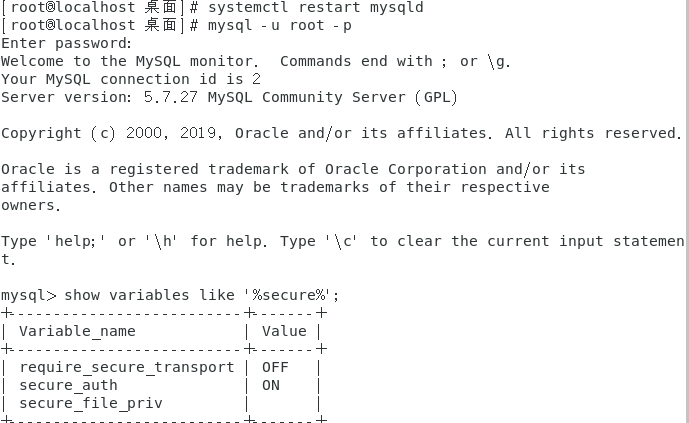 [root@localhost 桌面]# systemctl restart mysqld
[root@localhost 桌面]# mysql -u root -p
Enter password:
Welcome to the MySQL monitor.  Commands end with ; or \g.
Your MySQL connection id is 2
Server version: 5.7.27 MySQL Community Server (GPL)
Copyright (c) 2000, 2019, Oracle and/or its affiliates. All rights reserved.
Oracle is a registered trademark of Oracle Corporation and/or its
affiliates. Other names may be trademarks of their respective
owners.
Type 'help;' or '\h' for help. Type '\c' to clear the current input statemen
t.
mysql> show variables like '%secure%';
+--------------------------+-------+
| Variable_name            | Value |
+--------------------------+-------+
| require_secure_transport | OFF   |
| secure_auth              | ON    |
| secure_file_priv         |       |
+--------------------------+-------+